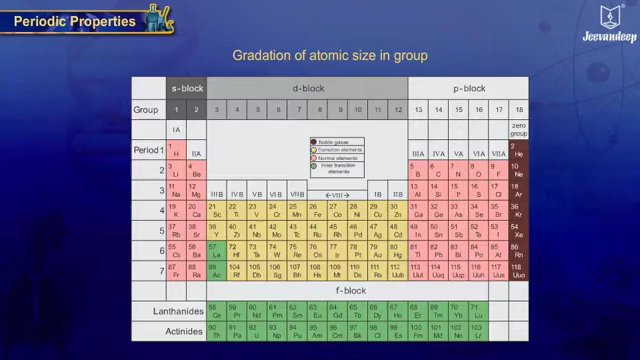 Periodic Properties
Jeevandeep
Gradation of atomic size in group
s-block d-block p-block
Group 1 2 3 4 5 6 7 8 9 10 11 12 13 14 15 16 17 18
IA zero group
Period 1 1 H IIA IIIA IVA VA VIA VIIA 2 He
Noble gases
Transition elements
Normal elements
Inner transition elements
2 3 Li 4 Be 5 B 6 C 7 N 8 O 9 F 10 Ne
3 11 Na 12 Mg IIIB IVB VB VIB VIIB VIII IB IIB 13 Al 14 Si 15 P 16 S 17 Cl 18 Ar
4 19 K 20 Ca 21 Sc 22 Ti 23 V 24 Cr 25 Mn 26 Fe 27 Co 28 Ni 29 Cu 30 Zn 31 Ga 32 Ge 33 As 34 Se 35 Br 36 Kr
5 37 Rb 38 Sr 39 Y 40 Zr 41 Nb 42 Mo 43 Tc 44 Ru 45 Rh 46 Pd 47 Ag 48 Cd 49 In 50 Sn 51 Sb 52 Te 53 I 54 Xe
6 55 Cs 56 Ba 57 La 72 Hf 73 Ta 74 W 75 Re 76 Os 77 Ir 78 Pt 79 Au 80 Hg 81 Tl 82 Pb 83 Bi 84 Po 85 At 86 Rn
7 87 Fr 88 Ra 89 Ac 104 Rf 105 Db 106 Sg 107 Bh 108 Hs 109 Mt 110 Ds 111 Rg 112 Uub 113 Uut 114 115 116 117 118 Uuo
f-block
Lanthanides 58 Ce 59 Pr 60 Nd 61 Pm 62 Sm 63 Eu 64 Gd 65 Tb 66 Dy 67 Ho 68 Er 69 Tm 70 Yb 71 Lu
Actinides 90 Th 91 Pa 92 U 93 Np 94 Pu 95 Am 96 Cm 97 Bk 98 Cf 99 Es 100 Fm 101 Md 102 No 103 Lr